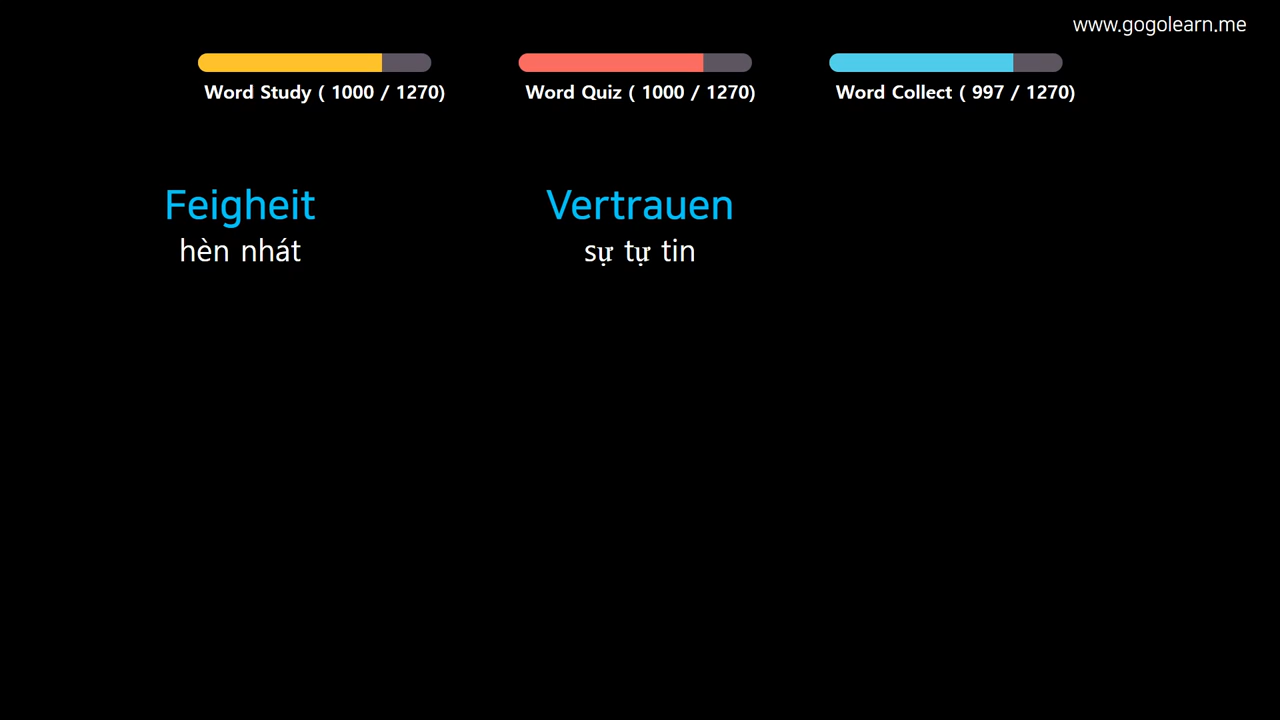 www.gogolearn.me
Word Study ( 1000 / 1270)
Word Quiz ( 1000 / 1270)
Word Collect ( 997 / 1270)
Feigheit
hèn nhát
Vertrauen
sự tự tin